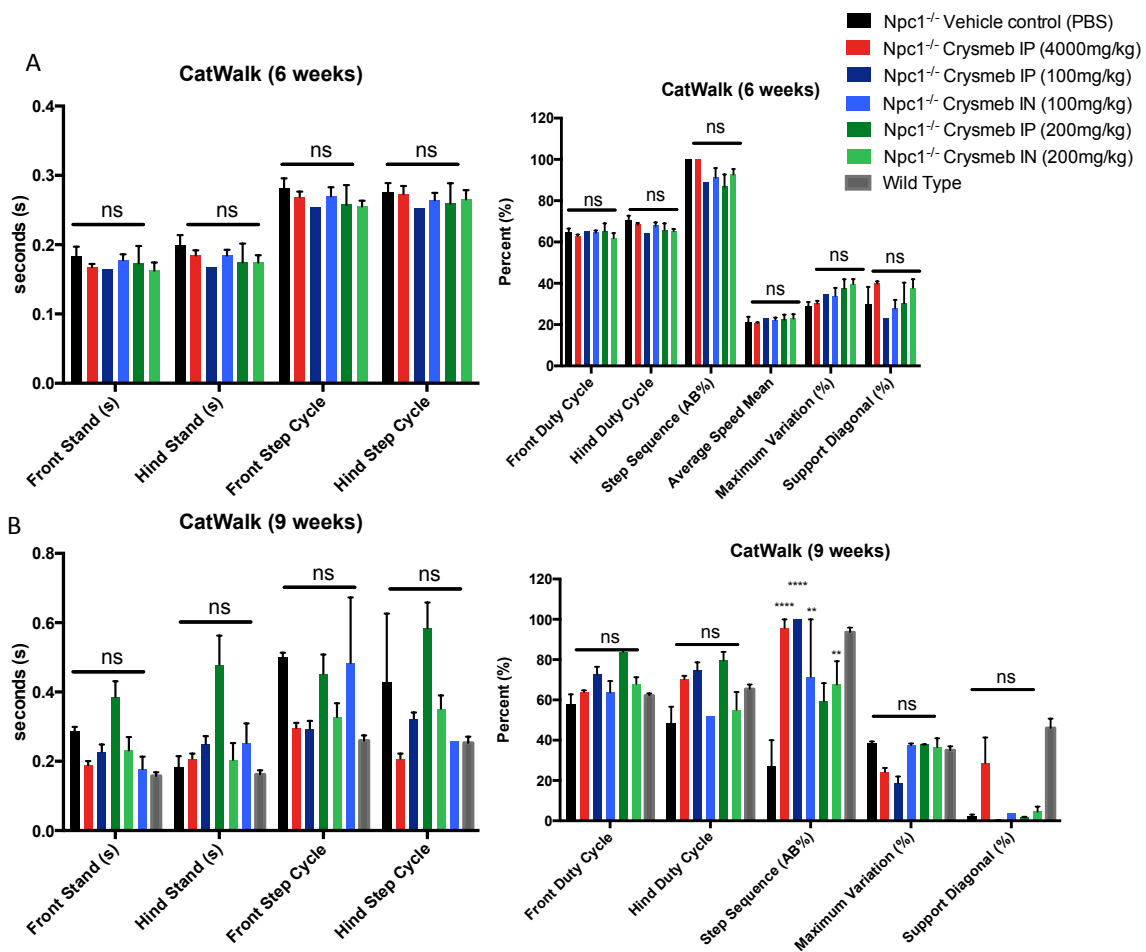 Npc1-/- Vehicle control (PBS)
Npc1-/- Crysmeb IP (4000mg/kg)
Npc1-/- Crysmeb IP (100mg/kg)
Npc1-/- Crysmeb IN (100mg/kg)
Npc1-/- Crysmeb IP (200mg/kg)
Npc1-/- Crysmeb IN (200mg/kg)
Wild Type
A
CatWalk (6 weeks)
seconds (s)
0.4
0.3
0.2
0.1
0.0
ns
ns
ns
ns
Front Stand (s)
Hind Stand (s)
Front Step Cycle
Hind Step Cycle
CatWalk (6 weeks)
Percent (%)
120
100
80
60
40
20
0
ns
ns
ns
ns
ns
ns
Front Duty Cycle
Hind Duty Cycle
Step Sequence (AB%)
Average Speed Mean
Maximum Variation (%)
Support Diagonal (%)
B
CatWalk (9 weeks)
seconds (s)
0.8
0.6
0.4
0.2
0.0
ns
ns
ns
ns
Front Stand (s)
Hind Stand (s)
Front Step Cycle
Hind Step Cycle
CatWalk (9 weeks)
Percent (%)
120
100
80
60
40
20
0
ns
ns
****
****
**
**
ns
ns
Front Duty Cycle
Hind Duty Cycle
Step Sequence (AB%)
Maximum Variation (%)
Support Diagonal (%)